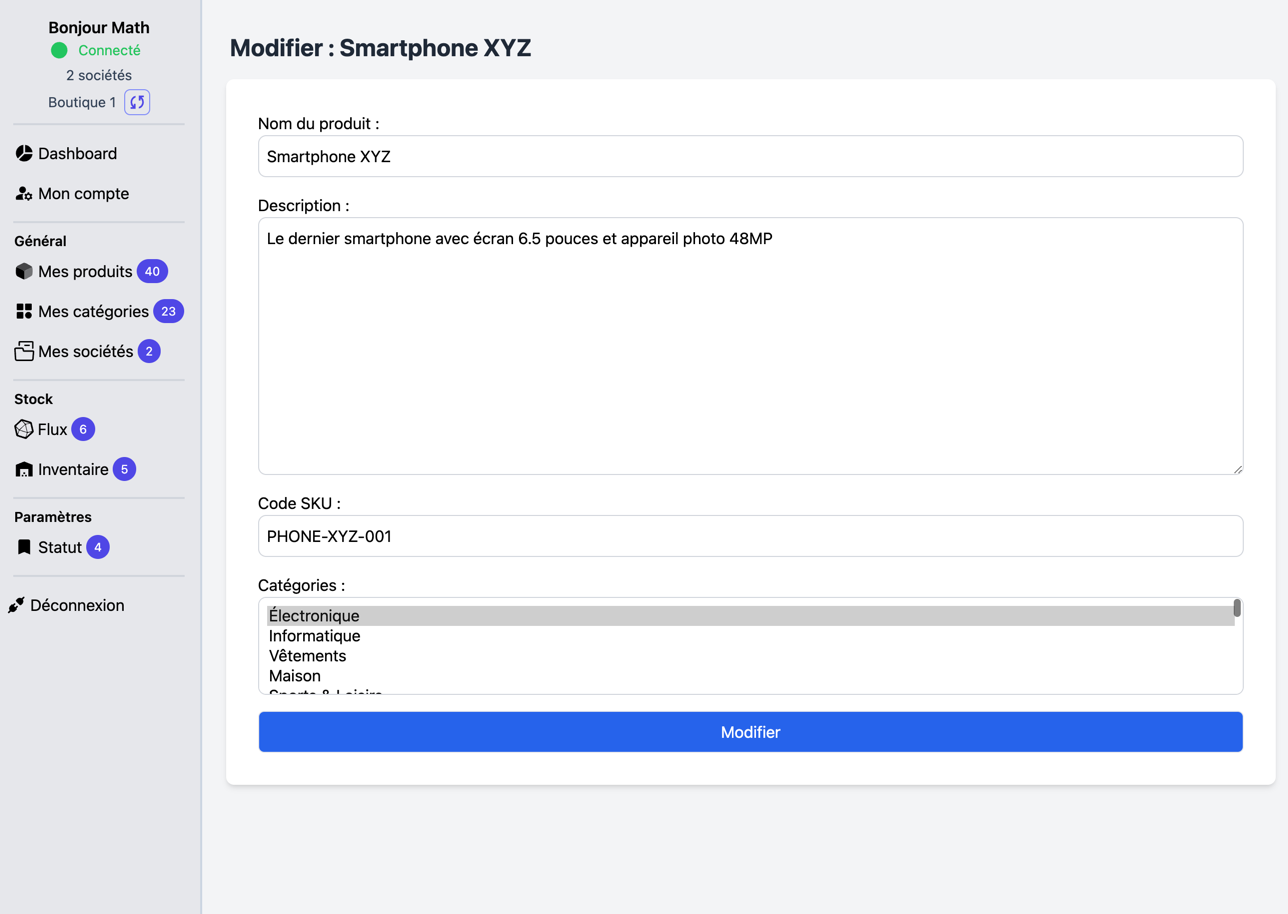 Bonjour Math
Connecté
2 sociétés
Boutique 1
Dashboard
Mon compte
Général
Mes produits 40
Mes catégories 23
Mes sociétés 2
Stock
Flux 6
Inventaire 5
Paramètres
Statut 4
Déconnexion
Modifier : Smartphone XYZ
Nom du produit :
Smartphone XYZ
Description :
Le dernier smartphone avec écran 6.5 pouces et appareil photo 48MP
Code SKU :
PHONE-XYZ-001
Catégories :
Électronique
Informatique
Vêtements
Maison
Sports & Loisirs
Modifier